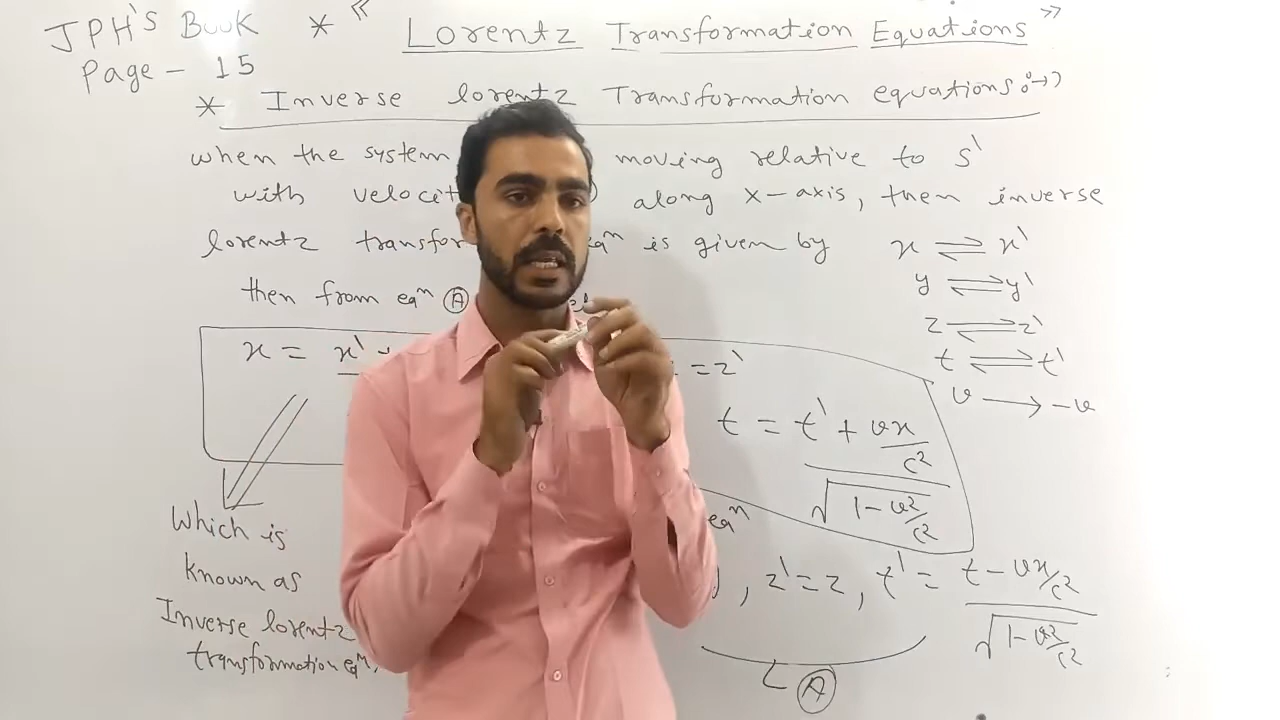 JPH'S BOOK * " Lorentz Transformation Equations "
Page - 15
* Inverse lorentz Transformation equations :→
when the system moving relative to s'
with along x-axis, then inverse
lorentz eqⁿ is given by
x ⇌ x'
then from eqⁿ Ⓐ
y ⇌ y'
z ⇌ z'
t ⇌ t'
v → -v
x = x' + = z'
t = t' + vx/c² / √(1-v²/c²)
which is
known as
Inverse lorentz
transformation eqⁿ.
eqⁿ
, z' = z, t' = t - vx/c² / √(1-v²/c²)
Ⓐ